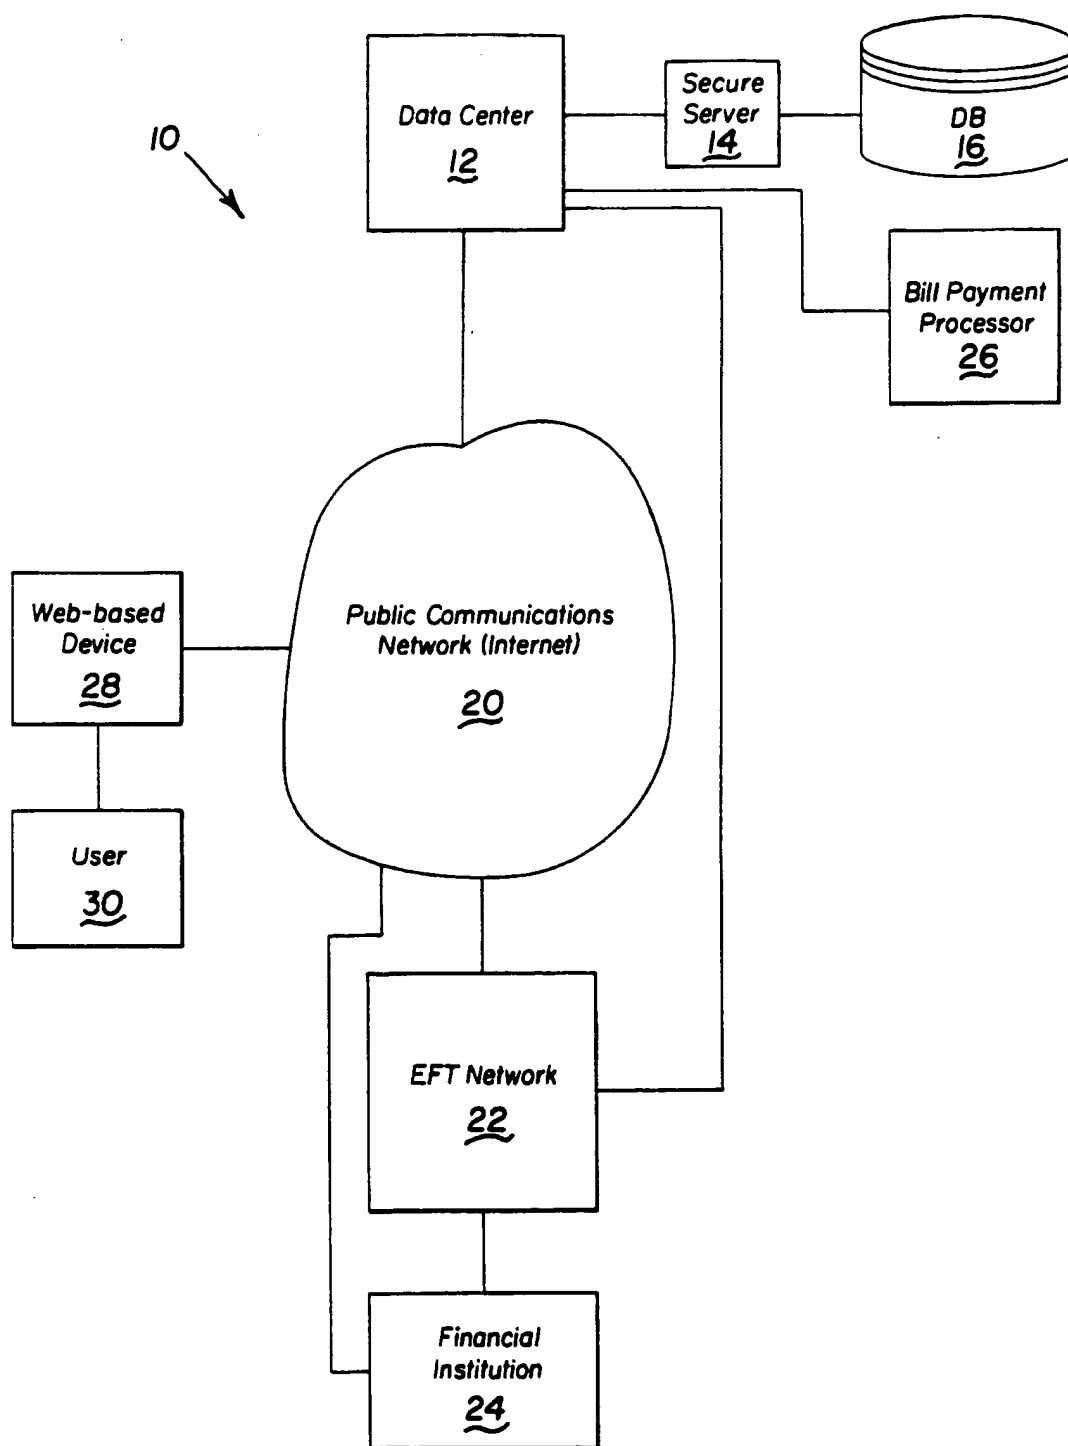 Data Center
12
Secure
Server
14
DB
16
10
Bill Payment
Processor
26
Public Communications
Network (Internet)
20
Web-based
Device
28
User
30
EFT Network
22
Financial
Institution
24